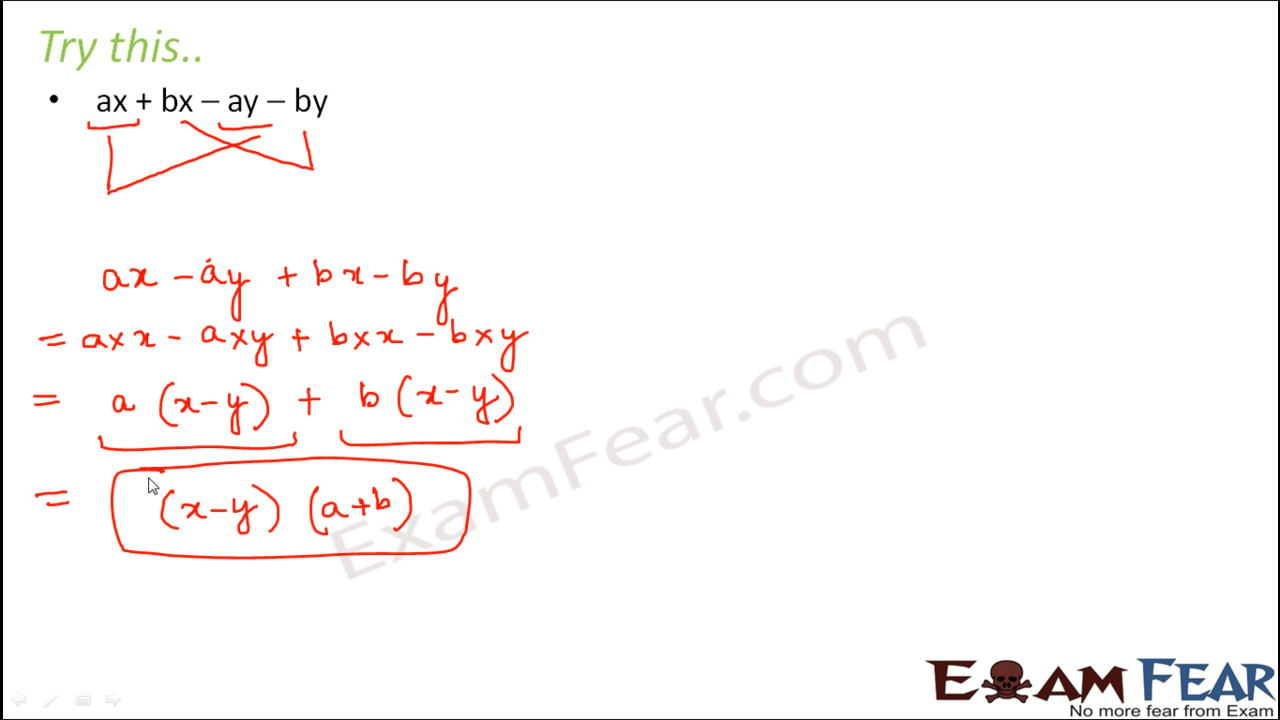 Try this..
• ax + bx – ay – by
ax - ay + bx - by
= a×x - a×y + b×x - b×y
= a (x-y) + b (x-y)
= (x-y) (a+b)
ExamFear.com
EXAM FEAR
No more fear from Exam